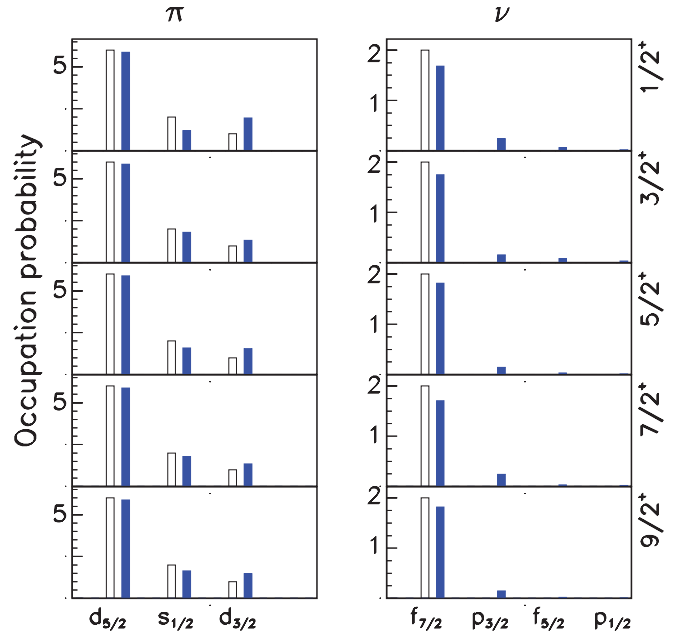 π ν
Occupation probability
5 2 1 1/2⁺
5 2 1 3/2⁺
5 2 1 5/2⁺
5 2 1 7/2⁺
5 2 1 9/2⁺
d₅/₂ s₁/₂ d₃/₂ f₇/₂ p₃/₂ f₅/₂ p₁/₂